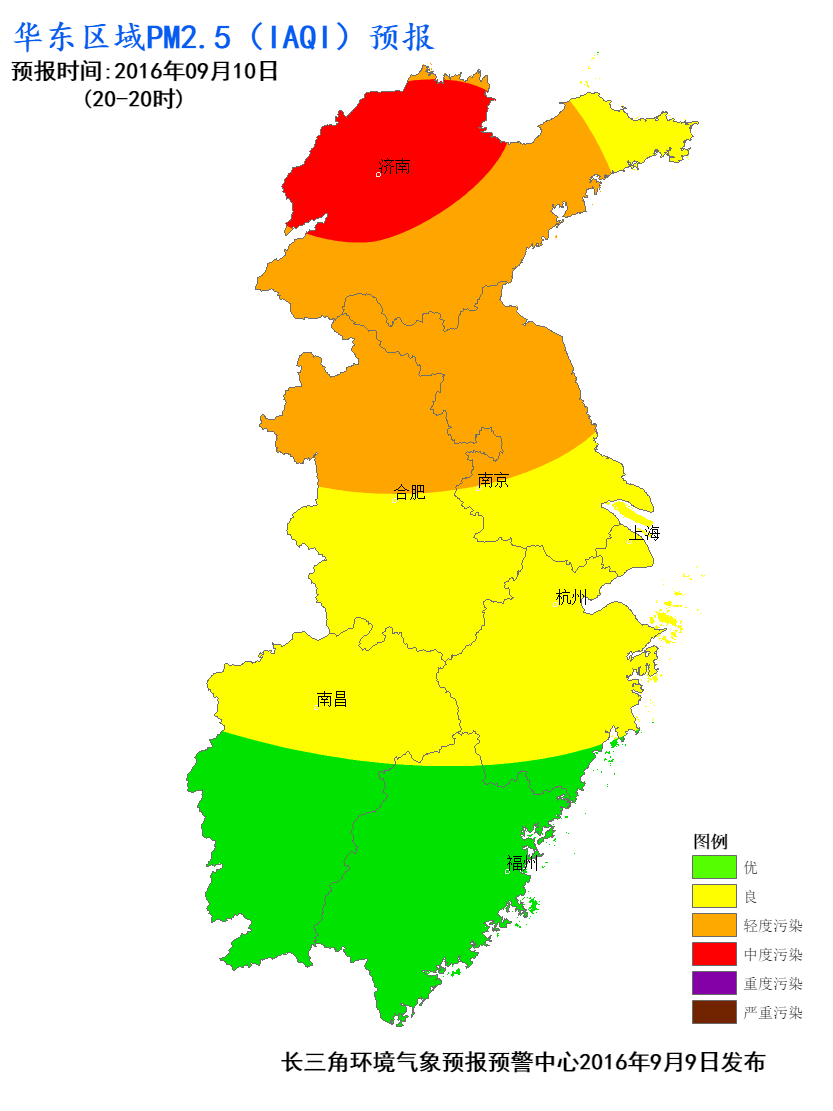 华东区域PM2.5（IAQI）预报
预报时间:2016年09月10日
(20-20时)
济南
南京
合肥
上海
杭州
南昌
福州
图例
优
良
轻度污染
中度污染
重度污染
严重污染
长三角环境气象预报预警中心2016年9月9日发布